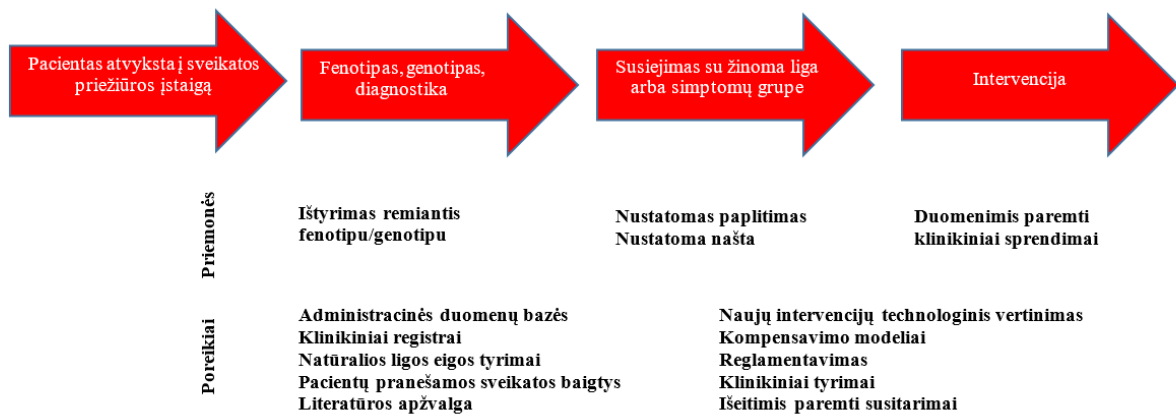 Pacientas atvyksta į sveikatos
priežiūros įstaigą
Fenotipas, genotipas,
diagnostika
Susiejimas su žinoma liga
arba simptomų grupe
Intervencija
Priemonės
Ištyrimas remiantis
fenotipu/genotipu
Nustatomas paplitimas
Nustatoma našta
Duomenimis paremti
klinikiniai sprendimai
Poreikiai
Administracinės duomenų bazės
Klinikiniai registrai
Natūralios ligos eigos tyrimai
Pacientų pranešamos sveikatos baigtys
Literatūros apžvalga
Naujų intervencijų technologinis vertinimas
Kompensavimo modeliai
Reglamentavimas
Klinikiniai tyrimai
Išeitimis paremti susitarimai